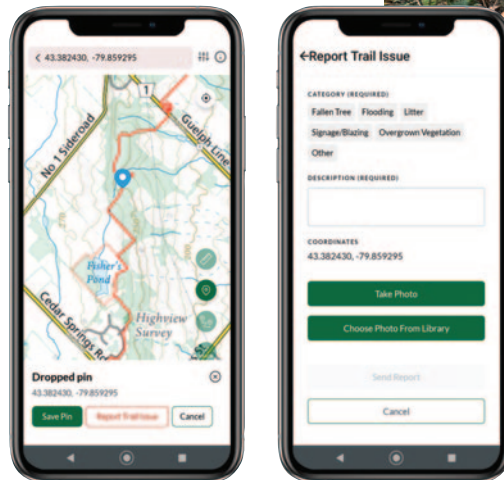 43.382430, -79.859295
1
Guelph Line
No 1 Sideroad
Fisher's
Pond
Cedar Springs
Highview
Survey
Dropped pin
43.382430, -79.859295
Save Pin Report Trail Issue Cancel
←Report Trail Issue
CATEGORY (REQUIRED)
Fallen Tree Flooding Litter
Signage/Blazing Overgrown Vegetation
Other
DESCRIPTION (REQUIRED)
COORDINATES
43.382430, -79.859295
Take Photo
Choose Photo From Library
Send Report
Cancel